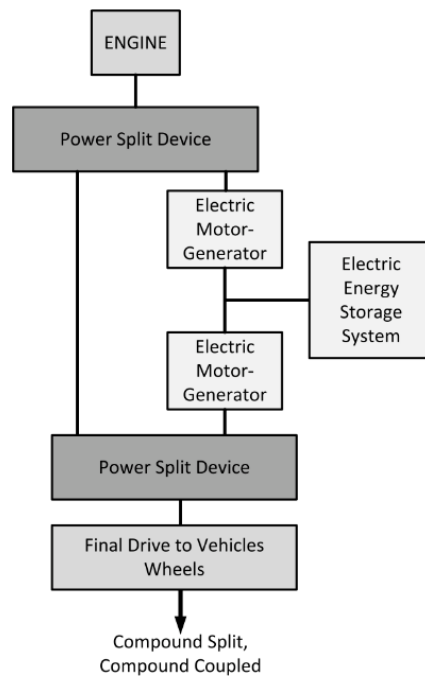 ENGINE
Power Split Device
Electric
Motor-
Generator
Electric
Energy
Storage
System
Electric
Motor-
Generator
Power Split Device
Final Drive to Vehicles
Wheels
Compound Split,
Compound Coupled